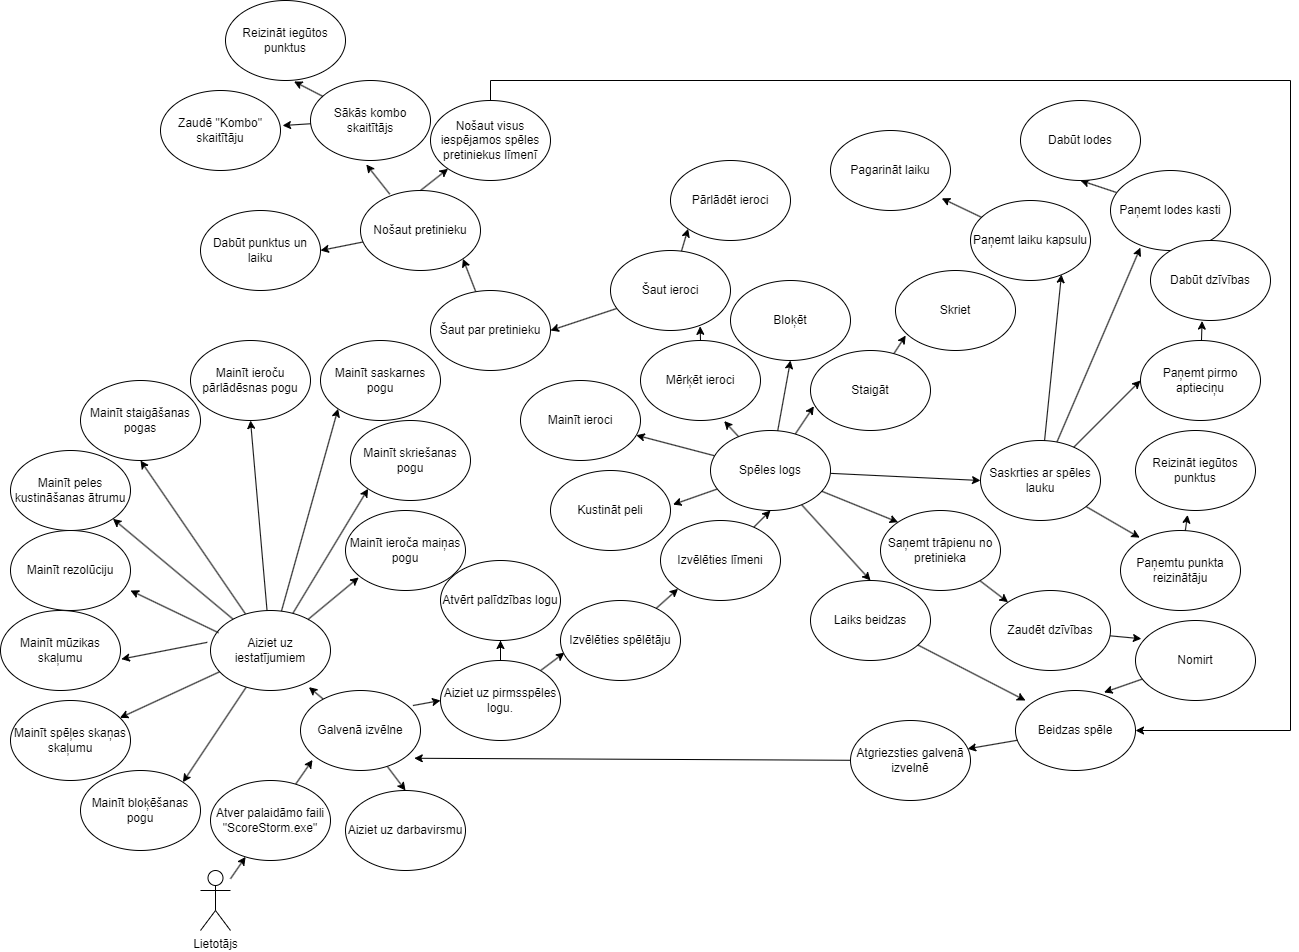 Reizināt iegūtos
punktus
Sākās kombo
skaitītājs
Zaudē "Kombo"
skaitītāju
Nošaut visus
iespējamos spēles
pretiniekus līmenī
Dabūt lodes
Pagarināt laiku
Paņemt lodes kasti
Pārlādēt ieroci
Nošaut pretinieku
Dabūt punktus un
laiku
Paņemt laiku kapsulu
Dabūt dzīvības
Šaut ieroci
Skriet
Bloķēt
Šaut par pretinieku
Mainīt ieroču
pārlādēsnas pogu
Mainīt saskarnes
pogu
Mērķēt ieroci
Staigāt
Paņemt pirmo
aptieciņu
Mainīt staigāšanas
pogas
Mainīt ieroci
Mainīt skriešanas
pogu
Spēles logs
Saskrties ar spēles
lauku
Reizināt iegūtos
punktus
Mainīt peles
kustināšanas ātrumu
Kustināt peli
Mainīt ieroča maiņas
pogu
Izvēlēties līmeni
Saņemt trāpienu no
pretinieka
Paņemtu punkta
reizinātāju
Mainīt rezolūciju
Atvērt palīdzības logu
Laiks beidzas
Zaudēt dzīvības
Izvēlēties spēlētāju
Mainīt mūzikas
skaļumu
Aiziet uz
iestatījumiem
Nomirt
Aiziet uz pirmsspēles
logu.
Galvenā izvēlne
Beidzas spēle
Mainīt spēļes skaņas
skaļumu
Atgriezsties galvenā
izvelnē
Mainīt bloķēšanas
pogu
Atver palaidāmo faili
"ScoreStorm.exe"
Aiziet uz darbavirsmu
Lietotājs